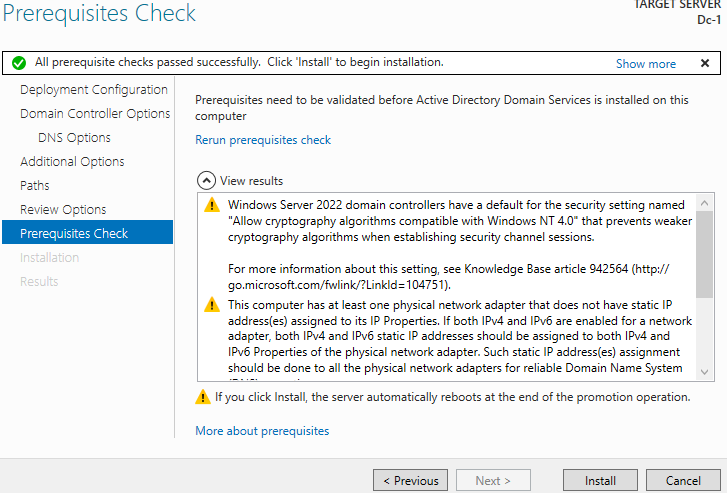 Prerequisites Check
TARGET SERVER
Dc-1
All prerequisite checks passed successfully. Click 'Install' to begin installation.
Show more
Deployment Configuration
Domain Controller Options
DNS Options
Additional Options
Paths
Review Options
Prerequisites Check
Installation
Results
Prerequisites need to be validated before Active Directory Domain Services is installed on this
computer
Rerun prerequisites check
View results
Windows Server 2022 domain controllers have a default for the security setting named
"Allow cryptography algorithms compatible with Windows NT 4.0" that prevents weaker
cryptography algorithms when establishing security channel sessions.
For more information about this setting, see Knowledge Base article 942564 (http://
go.microsoft.com/fwlink/?LinkId=104751).
This computer has at least one physical network adapter that does not have static IP
address(es) assigned to its IP Properties. If both IPv4 and IPv6 are enabled for a network
adapter, both IPv4 and IPv6 static IP addresses should be assigned to both IPv4 and
IPv6 Properties of the physical network adapter. Such static IP address(es) assignment
should be done to all the physical network adapters for reliable Domain Name System
If you click Install, the server automatically reboots at the end of the promotion operation.
More about prerequisites
< Previous
Next >
Install
Cancel